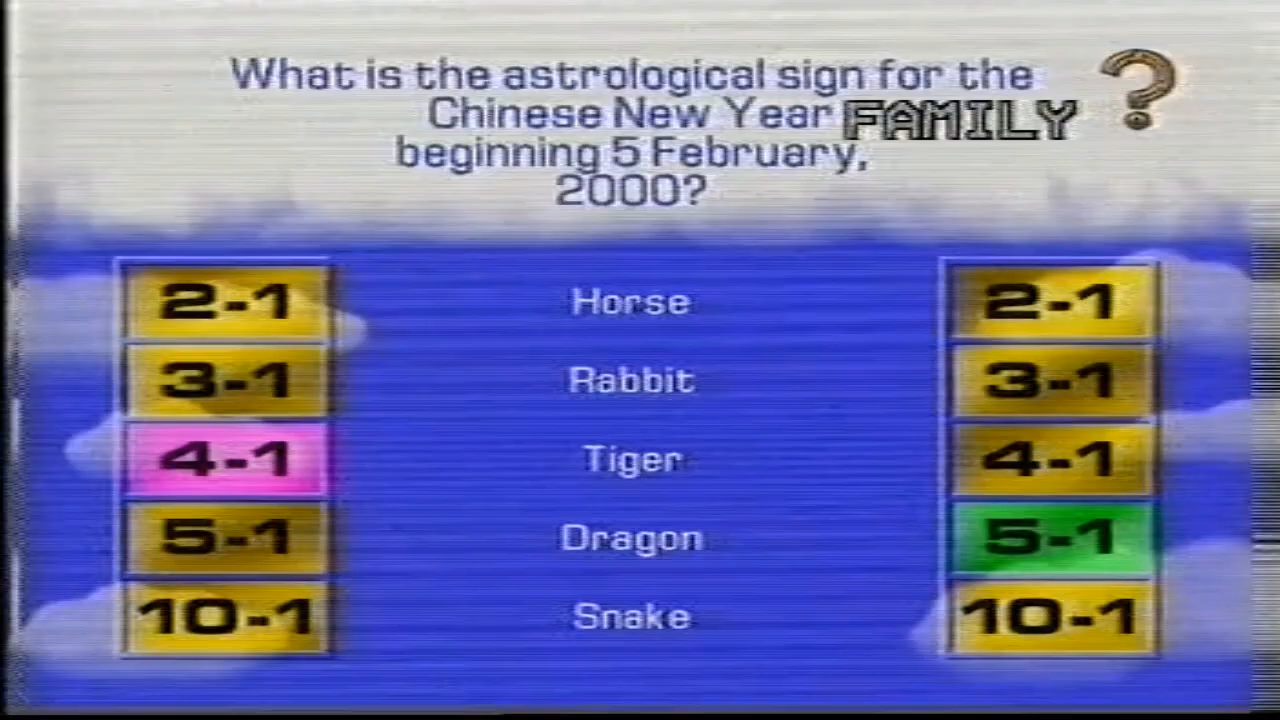 What is the astrological sign for the
Chinese New Year
beginning 5 February,
2000?
FAMILY ?
2-1 Horse 2-1
3-1 Rabbit 3-1
4-1 Tiger 4-1
5-1 Dragon 5-1
10-1 Snake 10-1